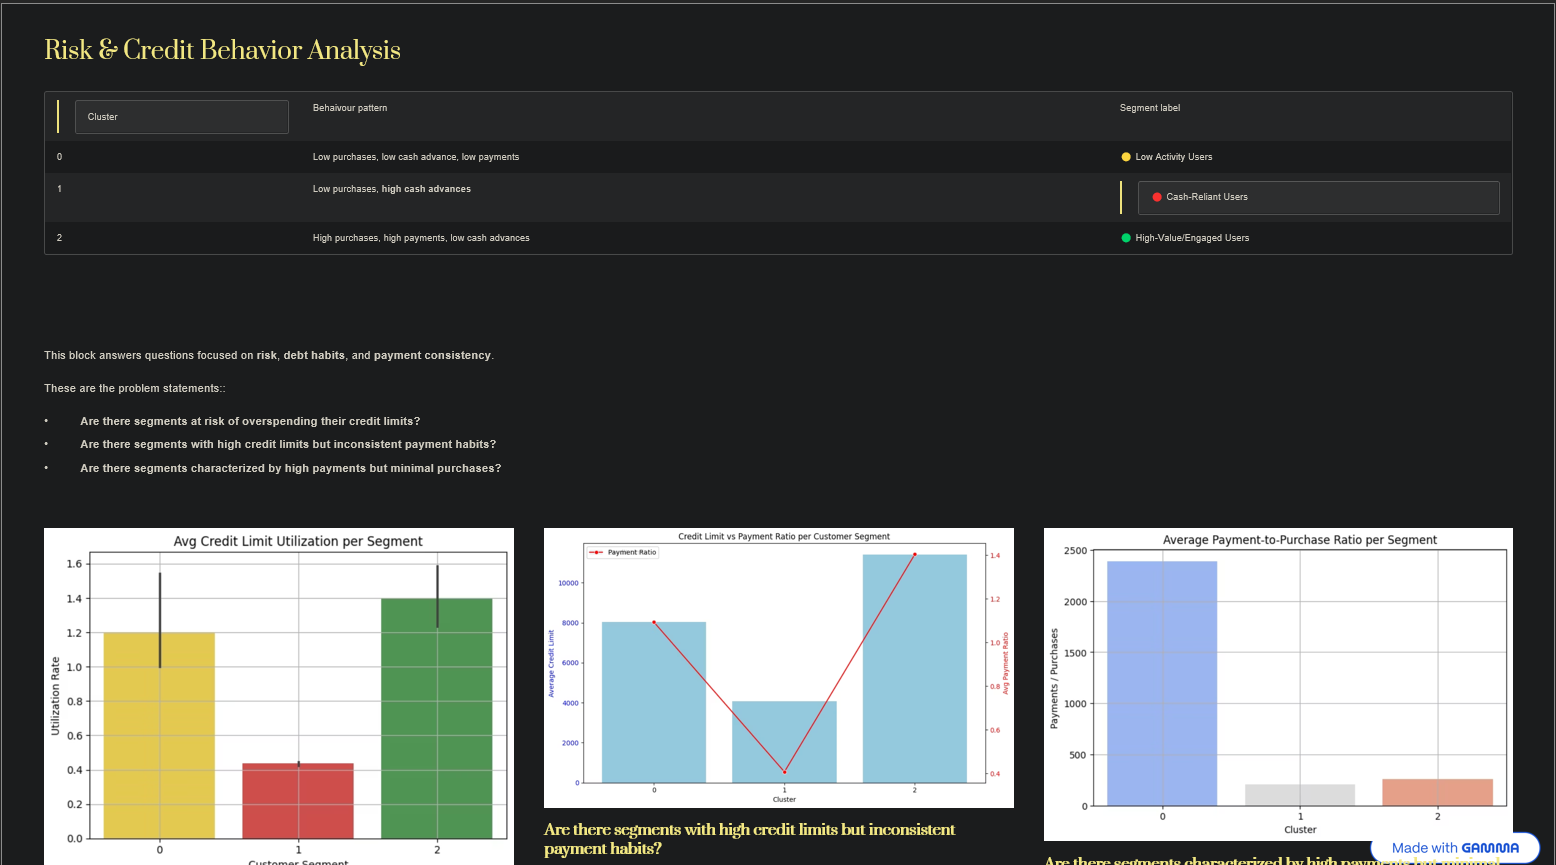 Risk & Credit Behavior Analysis
Cluster
Behaivour pattern
Segment label
0
Low purchases, low cash advance, low payments
Low Activity Users
1
Low purchases, high cash advances
Cash-Reliant Users
2
High purchases, high payments, low cash advances
High-Value/Engaged Users
This block answers questions focused on risk, debt habits, and payment consistency.
These are the problem statements::
• Are there segments at risk of overspending their credit limits?
• Are there segments with high credit limits but inconsistent payment habits?
• Are there segments characterized by high payments but minimal purchases?
Avg Credit Limit Utilization per Segment
Utilization Rate
1.6
1.4
1.2
1.0
0.8
0.6
0.4
0.2
0.0
0 1 2
Customer Segment
Credit Limit vs Payment Ratio per Customer Segment
Payment Ratio
Average Credit Limit
10000
8000
6000
4000
2000
0
Avg Payment Ratio
1.4
1.2
1.0
0.8
0.6
0.4
0 1 2
Cluster
Are there segments with high credit limits but inconsistent
payment habits?
Average Payment-to-Purchase Ratio per Segment
Payments / Purchases
2500
2000
1500
1000
500
0
0 1 2
Cluster
Are there segments characterized by high payments but minimal
Made with GAMMA